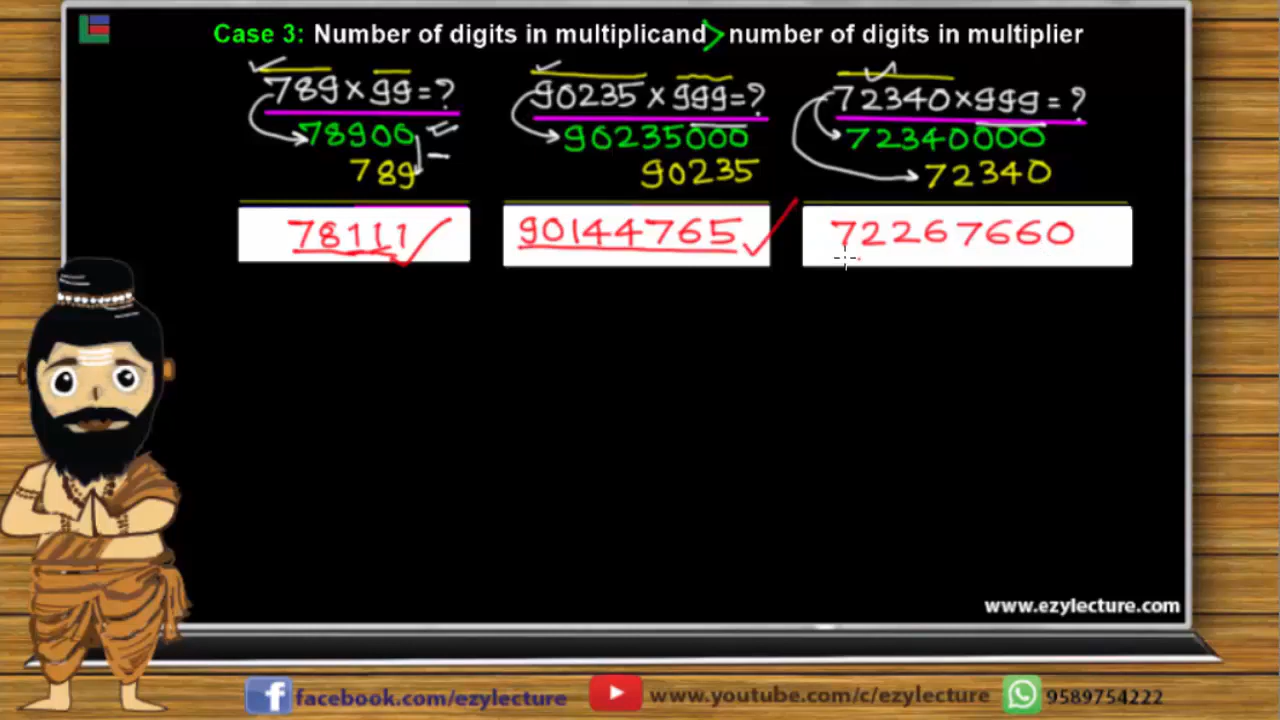 Case 3: Number of digits in multiplicand > number of digits in multiplier
789 × 99 = ?
78900
789
78111
90235 × 999 = ?
90235000
90235
90144765
72340 × 999 = ?
72340000
72340
72267660
www.ezylecture.com
facebook.com/ezylecture
www.youtube.com/c/ezylecture
9589754222